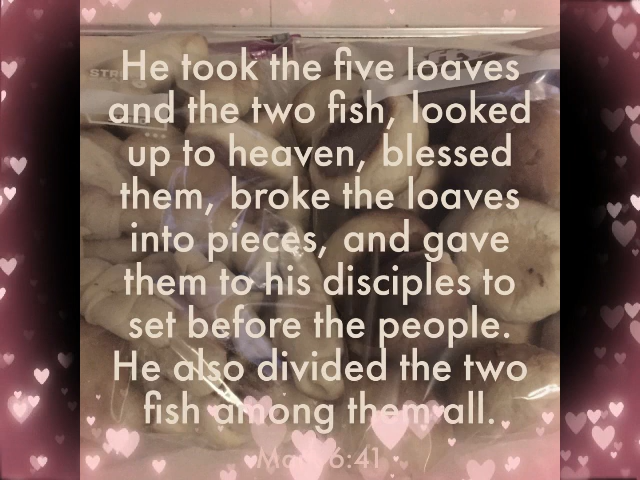 He took the five loaves
and the two fish, looked
up to heaven, blessed
them, broke the loaves
into pieces, and gave
them to his disciples to
set before the people.
He also divided the two
fish among them all.
6:41